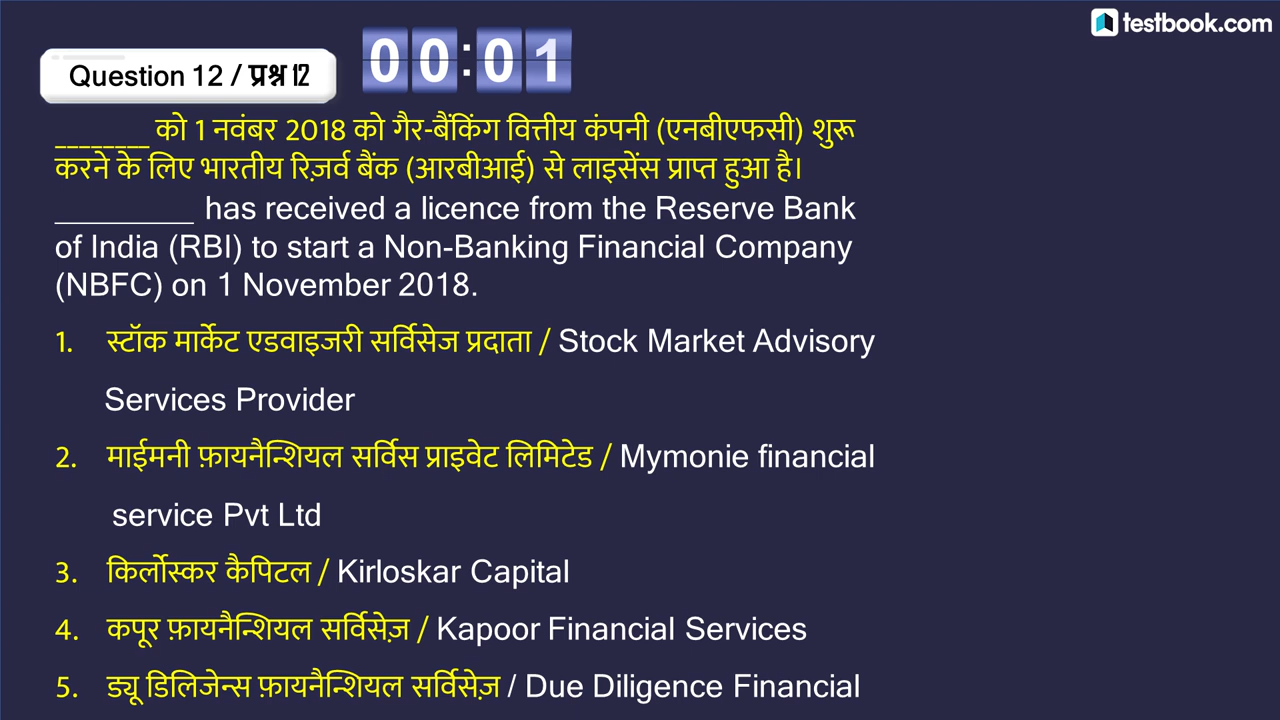 testbook.com
Question 12 / प्रश्न 12
00:01
________ को 1 नवंबर 2018 को गैर-बैंकिंग वित्तीय कंपनी (एनबीएफसी) शुरू
करने के लिए भारतीय रिज़र्व बैंक (आरबीआई) से लाइसेंस प्राप्त हुआ है।
________ has received a licence from the Reserve Bank
of India (RBI) to start a Non-Banking Financial Company
(NBFC) on 1 November 2018.
1. स्टॉक मार्केट एडवाइजरी सर्विसेज प्रदाता / Stock Market Advisory
Services Provider
2. माईमनी फ़ायनैन्शियल सर्विस प्राइवेट लिमिटेड / Mymonie financial
service Pvt Ltd
3. किर्लोस्कर कैपिटल / Kirloskar Capital
4. कपूर फ़ायनैन्शियल सर्विसेज़ / Kapoor Financial Services
5. ड्यू डिलिजेन्स फ़ायनैन्शियल सर्विसेज़ / Due Diligence Financial